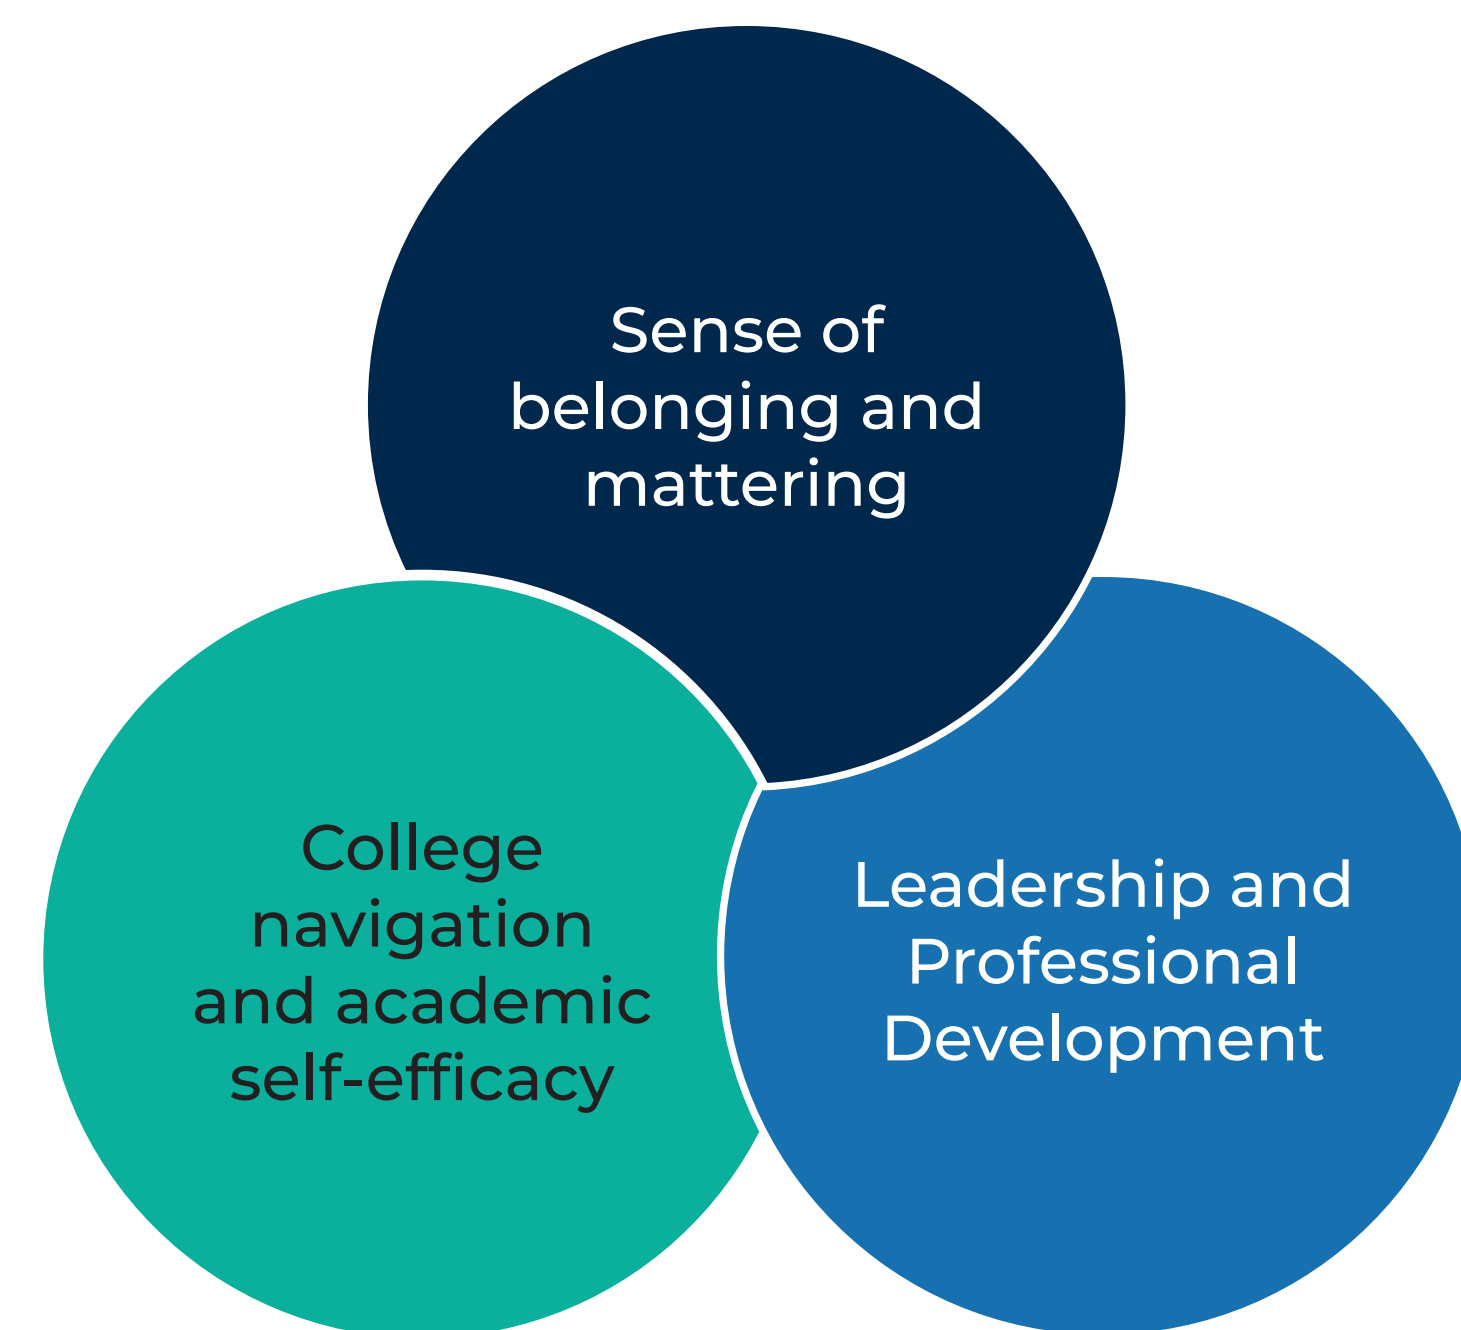 Sense of
belonging and
mattering
College
navigation
and academic
self-efficacy
Leadership and
Professional
Development